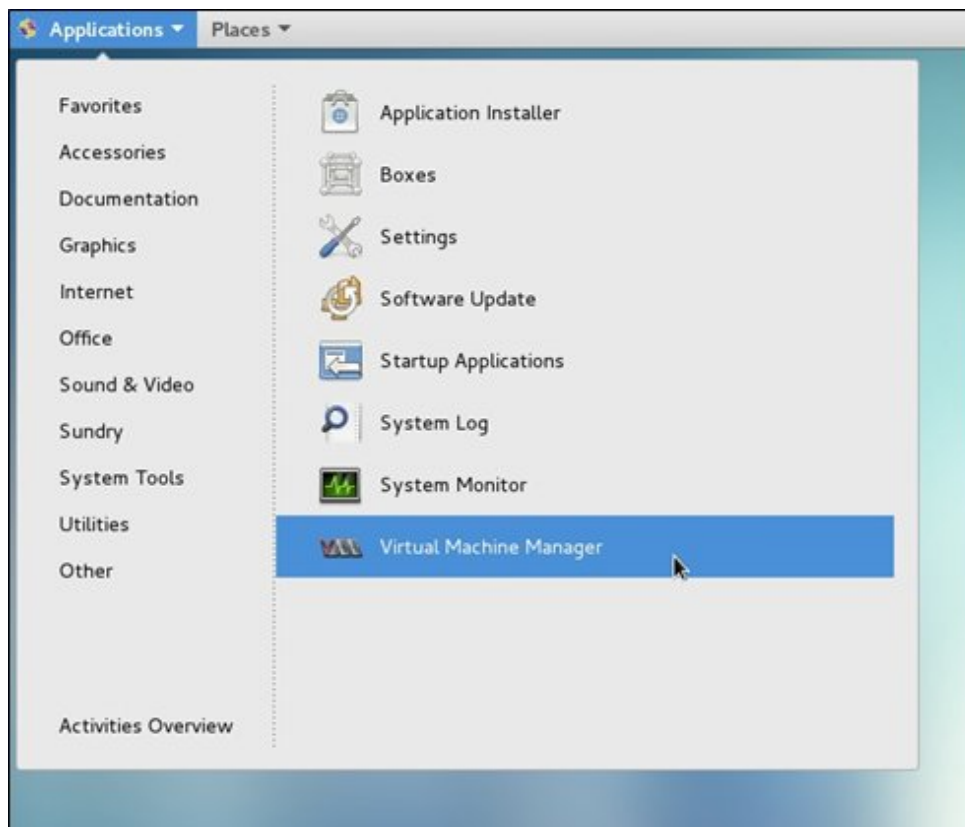 Applications Places
Favorites
Accessories
Documentation
Graphics
Internet
Office
Sound & Video
Sundry
System Tools
Utilities
Other
Activities Overview
Application Installer
Boxes
Settings
Software Update
Startup Applications
System Log
System Monitor
Virtual Machine Manager